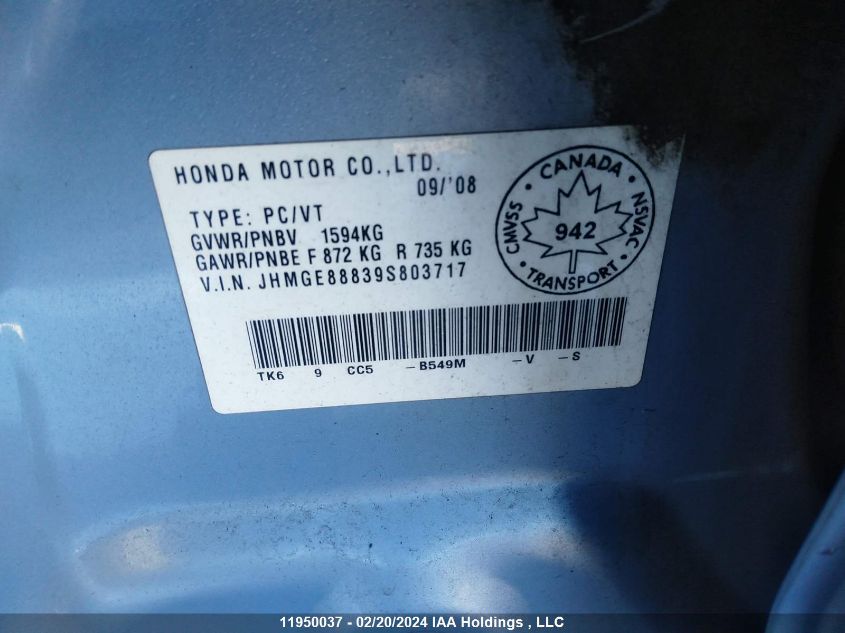 HONDA MOTOR CO.,LTD.
09/'08
TYPE: PC/VT
GVWR/PNBV 1594KG
GAWR/PNBE F 872 KG R 735 KG
V.I.N. JHMGE88839S803717
CANADA
CMVSS 942 NSVAC
TRANSPORT
TK6 9 CC5 -B549M -V -S
11950037 - 02/20/2024 IAA Holdings , LLC